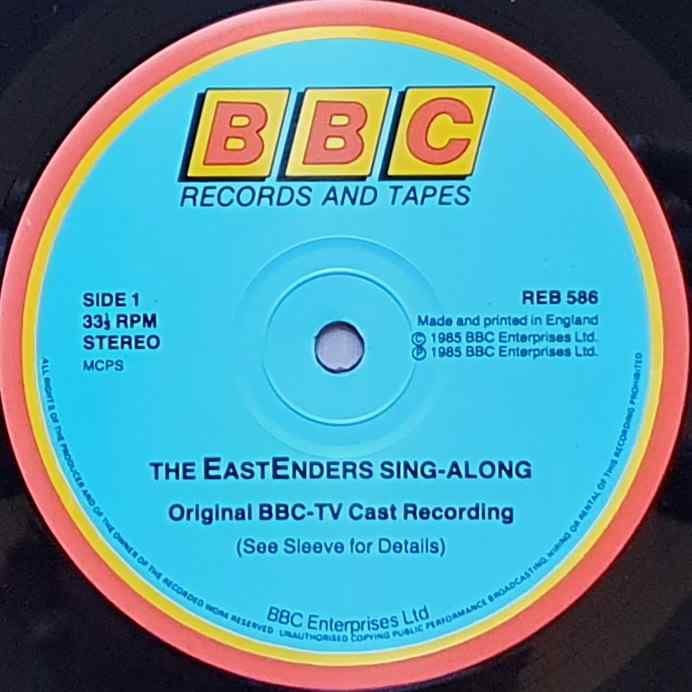 BBC
RECORDS AND TAPES
SIDE 1
33⅓ RPM
STEREO
MCPS
REB 586
Made and printed in England
© 1985 BBC Enterprises Ltd.
℗ 1985 BBC Enterprises Ltd.
THE EASTENDERS SING-ALONG
Original BBC-TV Cast Recording
(See Sleeve for Details)
BBC Enterprises Ltd
ALL RIGHTS OF THE PRODUCER AND OF THE OWNER OF THE RECORDED WORK RESERVED. UNAUTHORISED COPYING PUBLIC PERFORMANCE BROADCASTING, HIRING OR RENTAL OF THIS RECORDING PROHIBITED